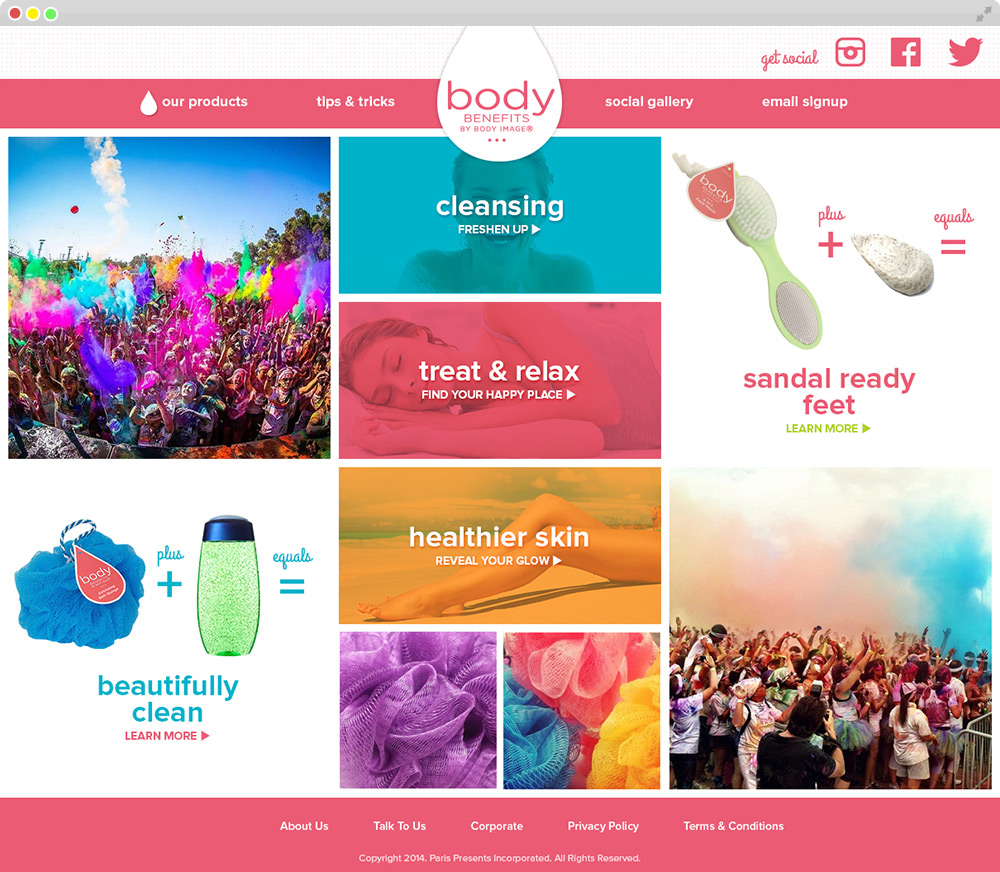 get social
our products
tips & tricks
body
BENEFITS
BY BODY IMAGE®
social gallery
email signup
cleansing
FRESHEN UP
treat & relax
FIND YOUR HAPPY PLACE
healthier skin
REVEAL YOUR GLOW
body
plus
+
equals
=
sandal ready
feet
LEARN MORE
body
plus
+
equals
=
beautifully
clean
LEARN MORE
About Us
Talk To Us
Corporate
Privacy Policy
Terms & Conditions
Copyright 2014. Paris Presents Incorporated. All Rights Reserved.